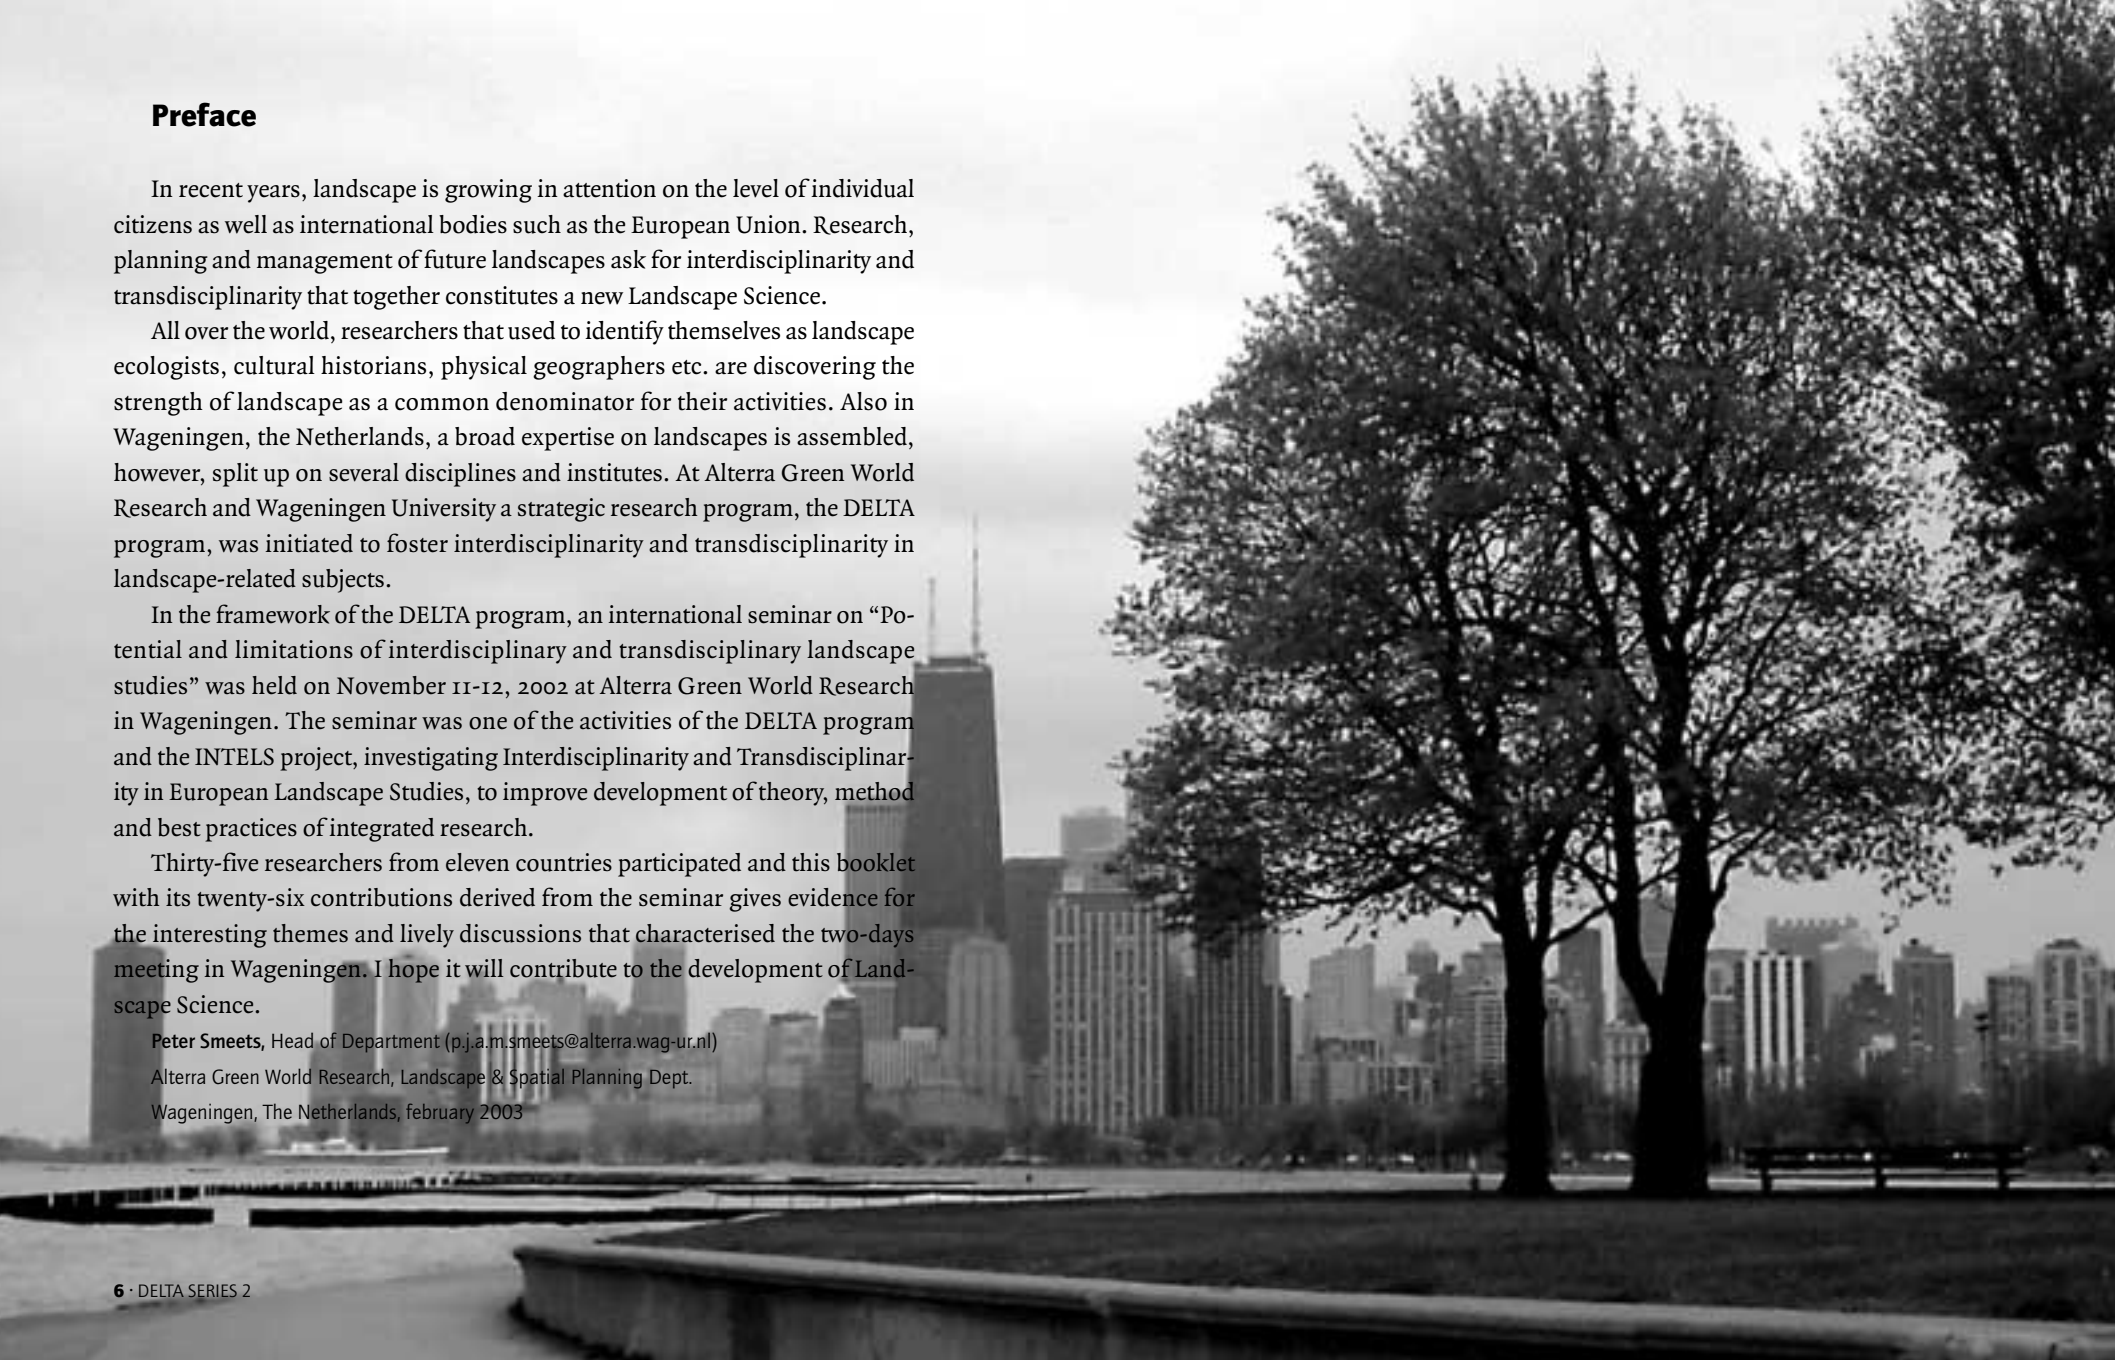 Preface
In recent years, landscape is growing in attention on the level of individual
citizens as well as international bodies such as the European Union. Research,
planning and management of future landscapes ask for interdisciplinarity and
transdisciplinarity that together constitutes a new Landscape Science.
All over the world, researchers that used to identify themselves as landscape
ecologists, cultural historians, physical geographers etc. are discovering the
strength of landscape as a common denominator for their activities. Also in
Wageningen, the Netherlands, a broad expertise on landscapes is assembled,
however, split up on several disciplines and institutes. At Alterra Green World
Research and Wageningen University a strategic research program, the DELTA
program, was initiated to foster interdisciplinarity and transdisciplinarity in
landscape-related subjects.
In the framework of the DELTA program, an international seminar on “Po-
tential and limitations of interdisciplinary and transdisciplinary landscape
studies” was held on November 11-12, 2002 at Alterra Green World Research
in Wageningen. The seminar was one of the activities of the DELTA program
and the INTELS project, investigating Interdisciplinarity and Transdisciplinar-
ity in European Landscape Studies, to improve development of theory, method
and best practices of integrated research.
Thirty-five researchers from eleven countries participated and this booklet
with its twenty-six contributions derived from the seminar gives evidence for
the interesting themes and lively discussions that characterised the two-days
meeting in Wageningen. I hope it will contribute to the development of Land-
scape Science.
Peter Smeets, Head of Department (p.j.a.m.smeets@alterra.wag-ur.nl)
Alterra Green World Research, Landscape & Spatial Planning Dept.
Wageningen, The Netherlands, february 2003
6 · DELTA SERIES 2